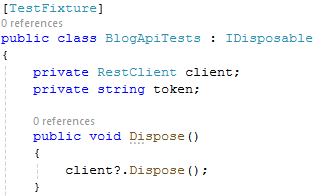 [TestFixture]
0 references
public class BlogApiTests : IDisposable
{
private RestClient client;
private string token;
0 references
public void Dispose()
{
client?.Dispose();
}